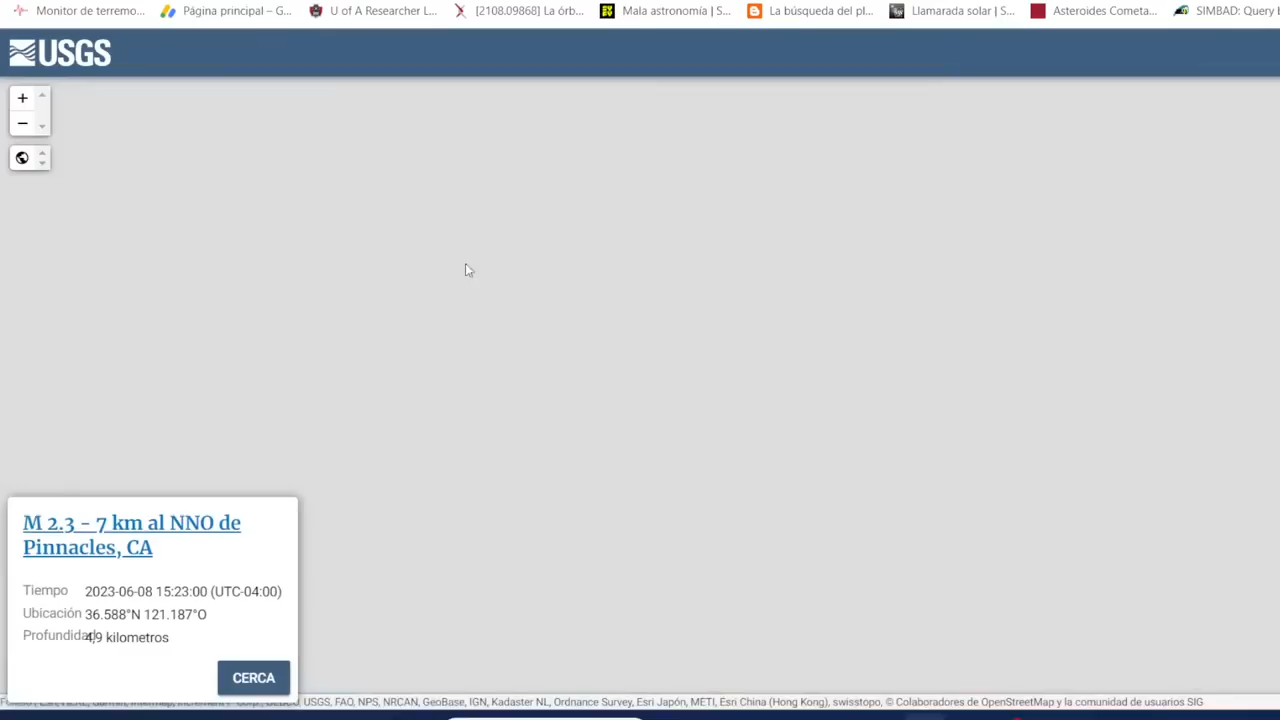 Monitor de terremo... Página principal – G... U of A Researcher L... [2108.09868] La órb... Mala astronomía | S... La búsqueda del pl... Llamarada solar | S... Asteroides Cometa... SIMBAD: Query
USGS
+
−
M 2.3 - 7 km al NNO de
Pinnacles, CA
Tiempo 2023-06-08 15:23:00 (UTC-04:00)
Ubicación 36.588°N 121.187°O
Profundidad 4,9 kilometros
CERCA
USGS, FAO, NPS, NRCAN, GeoBase, IGN, Kadaster NL, Ordnance Survey, Esri Japón, METI, Esri China (Hong Kong), swisstopo, © Colaboradores de OpenStreetMap y la comunidad de usuarios SIG